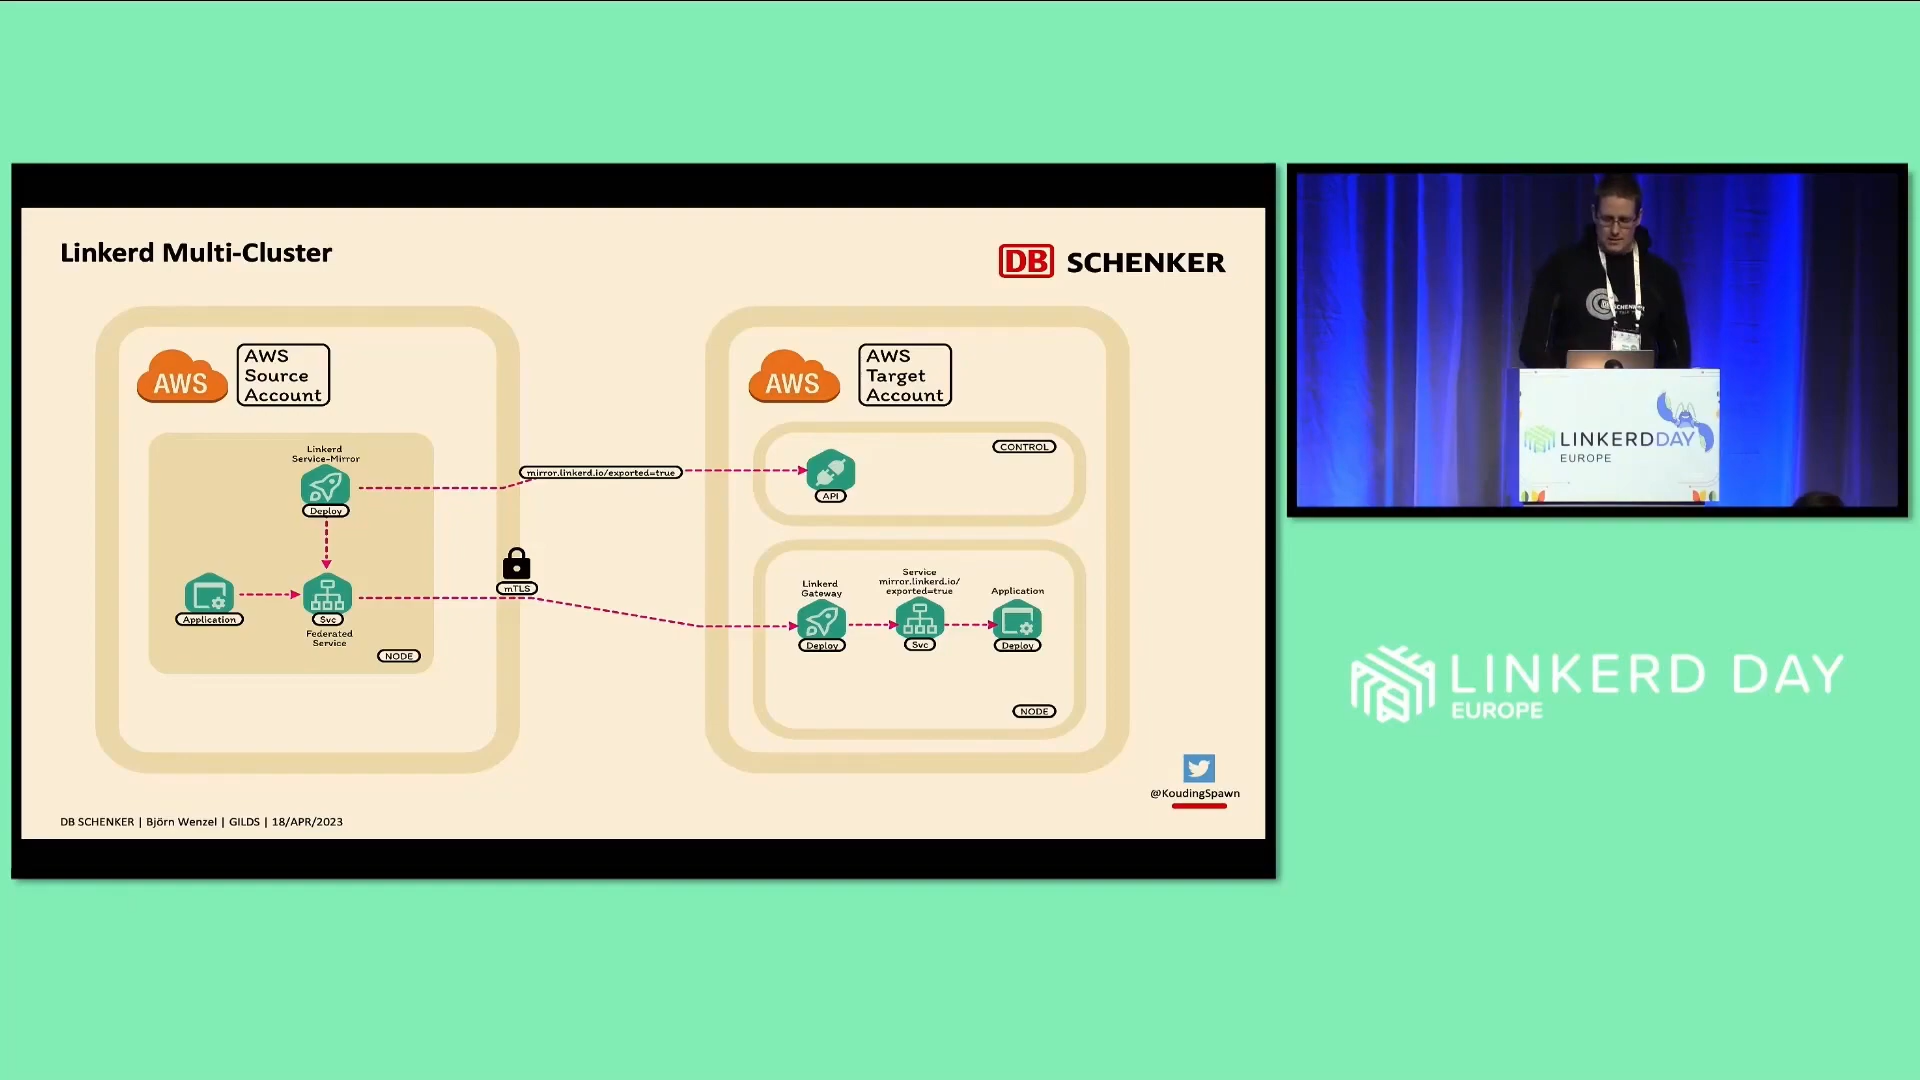 Linkerd Multi-Cluster
DB SCHENKER
AWS
AWS
Source
Account
AWS
AWS
Target
Account
Linkerd
Service-Mirror
Deploy
mirror.linkerd.io/exported=true
API
CONTROL
mTLS
Application
Svc
Federated
Service
NODE
Linkerd
Gateway
Deploy
Service
mirror.linkerd.io/
exported=true
Svc
Application
Deploy
NODE
@KoudingSpawn
DB SCHENKER | Björn Wenzel | GILDS | 18/APR/2023
LINKERDDAY
EUROPE
LINKERD DAY
EUROPE